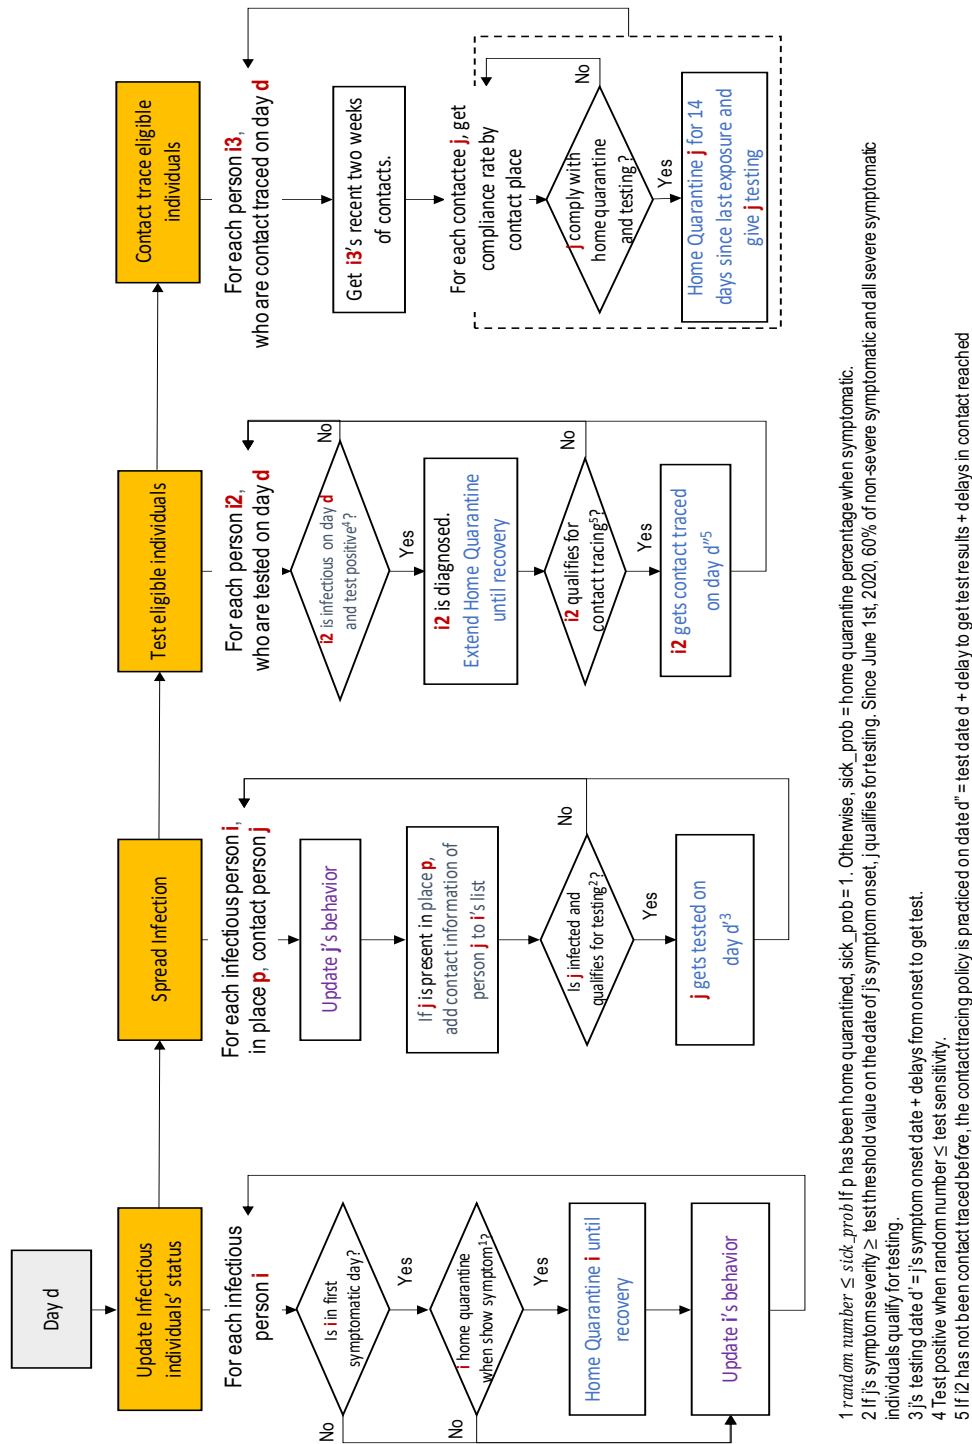 Day d
Update Infectious
individuals' status
For each infectious
person i
Is i in first
symptomatic day?
Yes
No
i home quarantine
when show symptom1?
Yes
No
Home Quarantine i until
recovery
Update i's behavior
Spread Infection
For each infectious person i,
in place p, contact person j
Update j's behavior
If j is present in place p,
add contact information of
person j to i's list
Is j infected and
qualifies for testing2?
No
Yes
j gets tested on
day d'3
Test eligible individuals
For each person i2,
who are tested on day d
i2 is infectious on day d
and test positive4?
No
Yes
i2 is diagnosed.
Extend Home Quarantine
until recovery
i2 qualifies for
contact tracing5?
No
Yes
i2 gets contact traced
on day d"5
Contact trace eligible
individuals
For each person i3,
who are contact traced on day d
Get i3's recent two weeks
of contacts.
For each contactee j, get
compliance rate by
contact place
j comply with
home quarantine
and testing?
No
Yes
Home Quarantine j for 14
days since last exposure and
give j testing
1 random number ≤ sick_prob If p has been home quarantined, sick_prob = 1. Otherwise, sick_prob = home quarantine percentage when symptomatic.
2 If j's symptom severity ≥ test threshold value on the date of j's symptom onset, j qualifies for testing. Since June 1st, 2020, 60% of non-severe symptomatic and all severe symptomatic
individuals qualify for testing.
3 j's testing date d' = j's symptom onset date + delays from onset to get test.
4 Test positive when random number ≤ test sensitivity.
5 If i2 has not been contact traced before, the contact tracing policy is practiced on date d" = test date d + delay to get test results + delays in contact reached